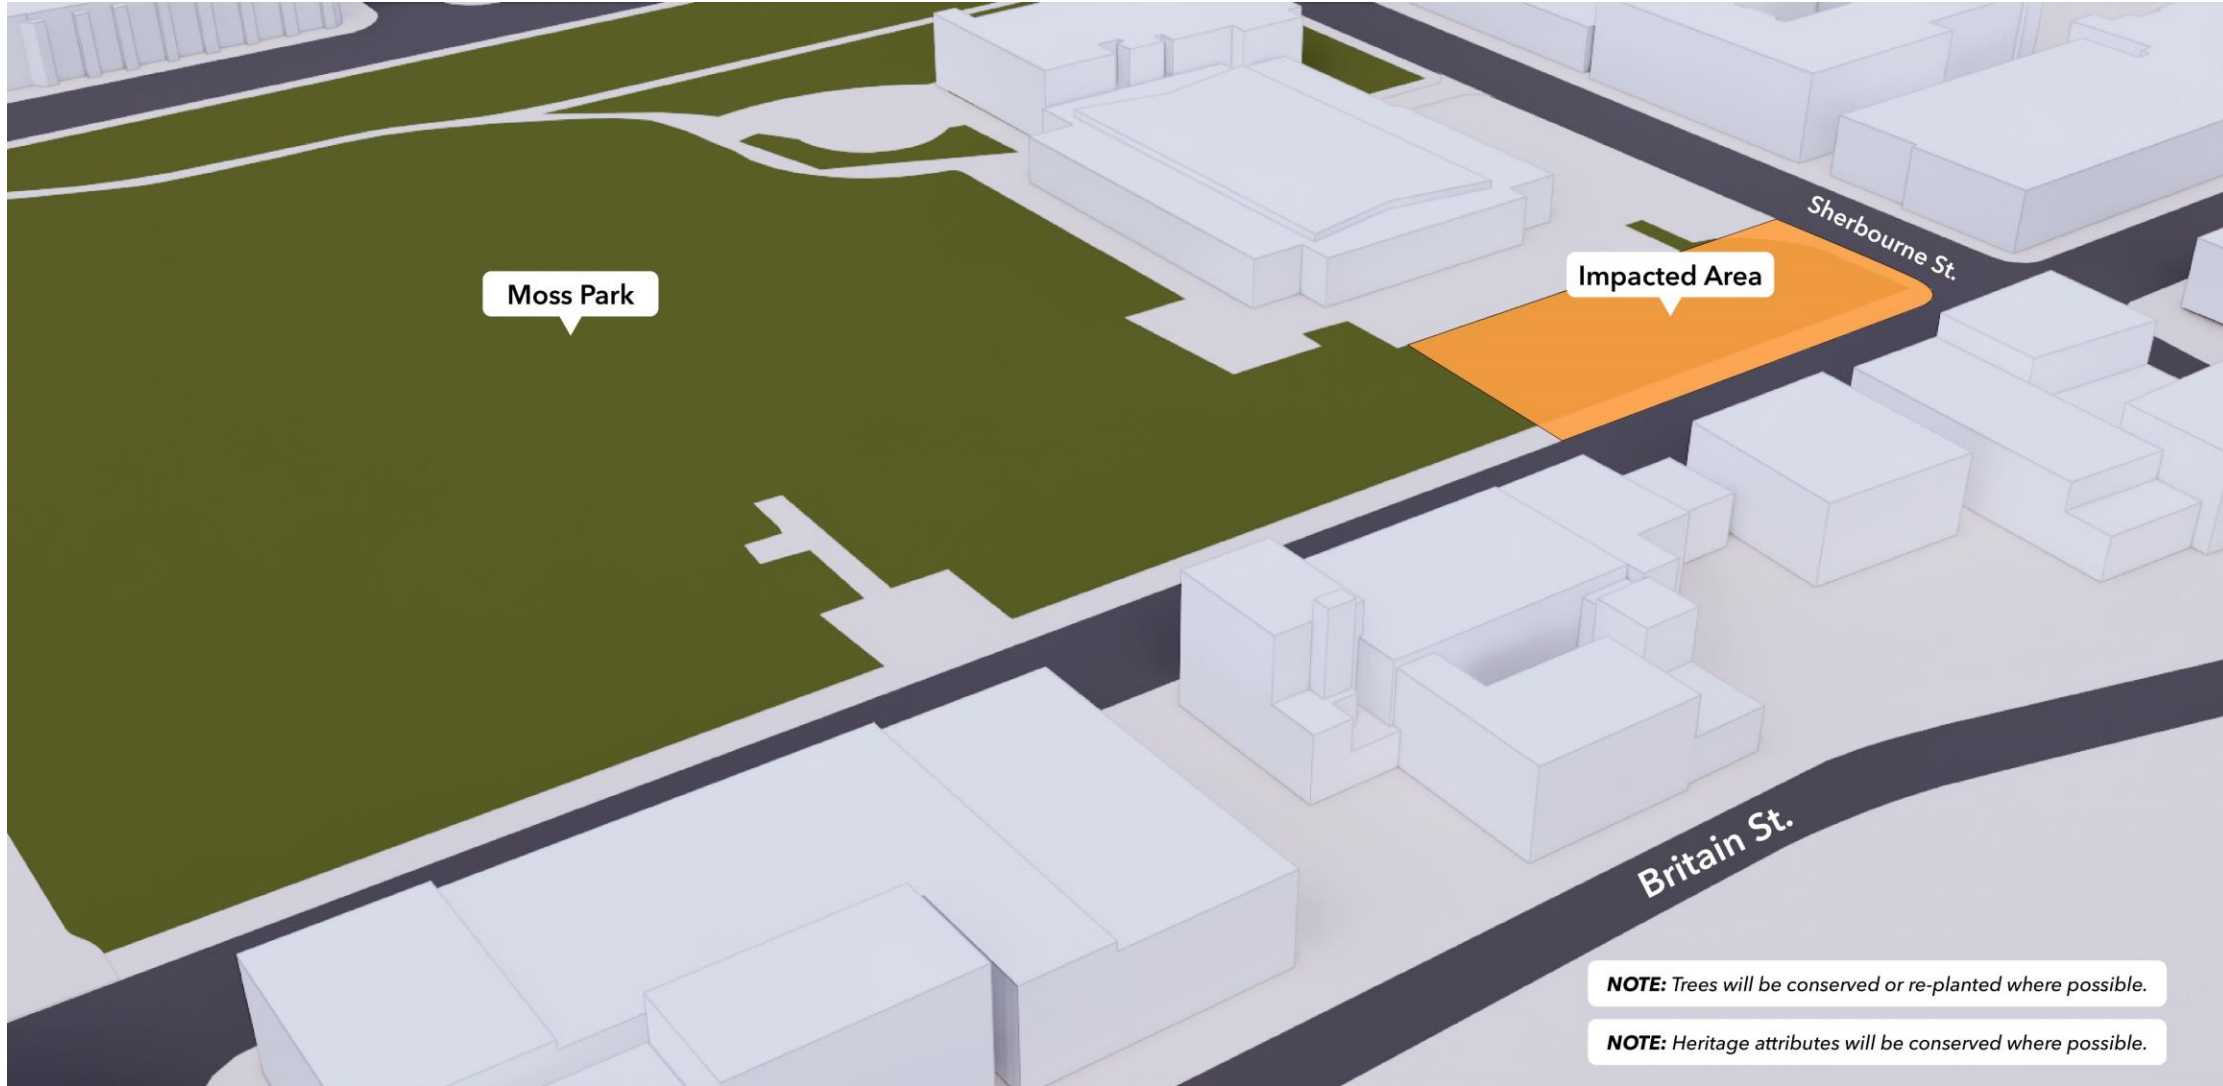 Sherbourne St.
Impacted Area
Moss Park
Britain St.
NOTE: Trees will be conserved or re-planted where possible.
NOTE: Heritage attributes will be conserved where possible.